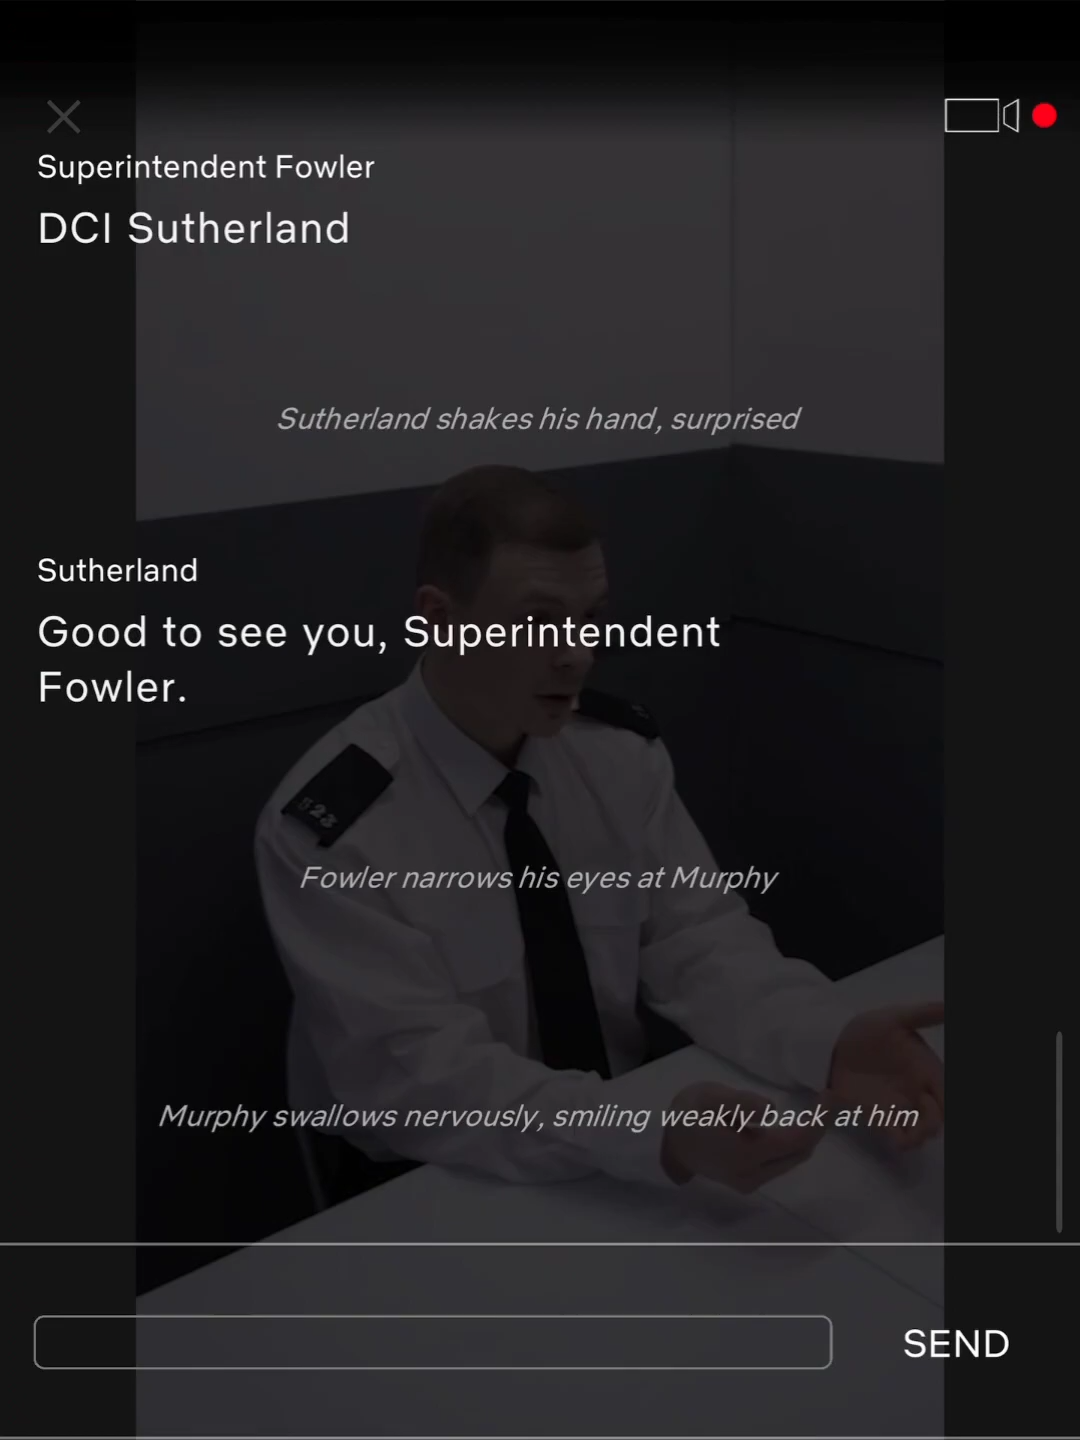 Superintendent Fowler
DCI Sutherland
Sutherland shakes his hand, surprised
Sutherland
Good to see you, Superintendent
Fowler.
Fowler narrows his eyes at Murphy
Murphy swallows nervously, smiling weakly back at him
SEND